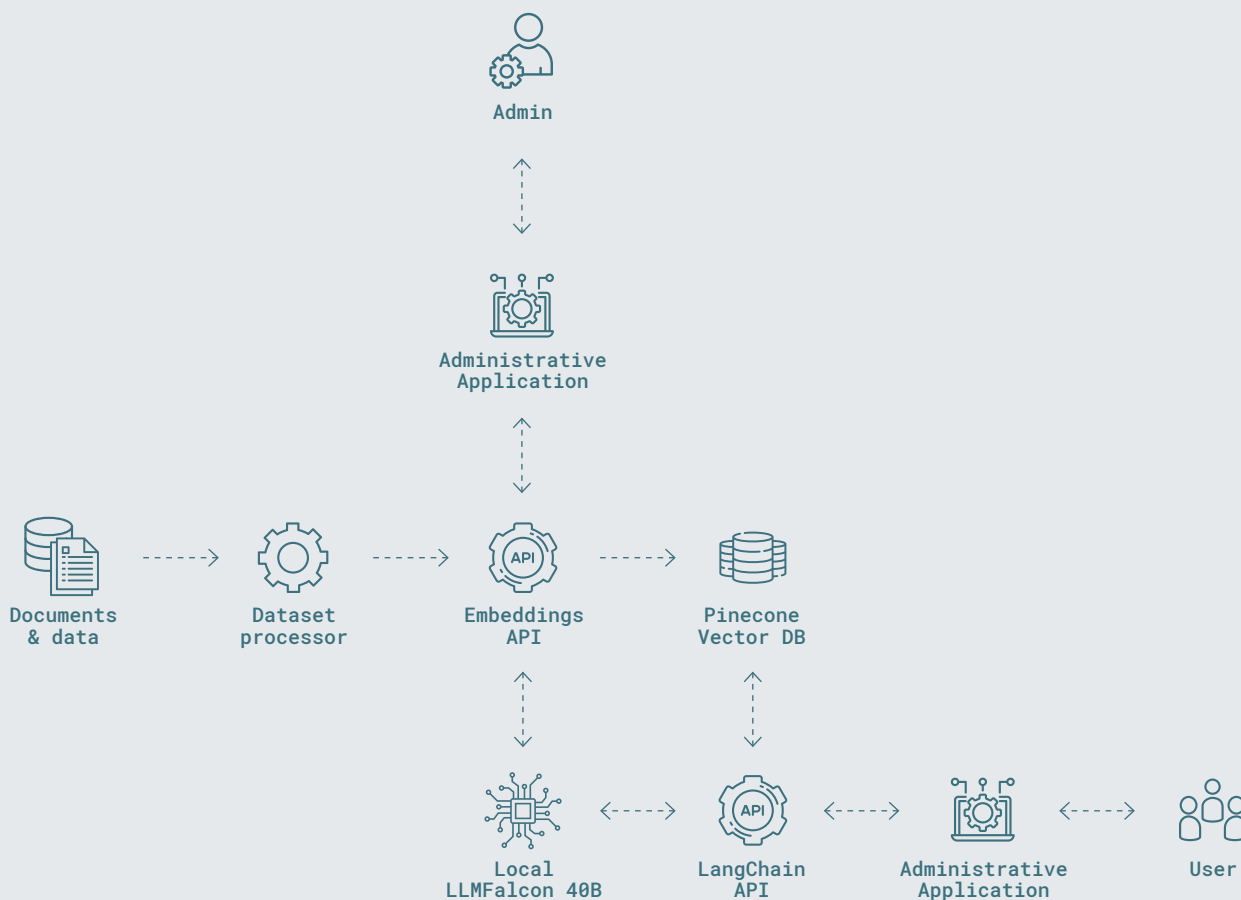 Admin
Administrative
Application
API
Documents
& data
Dataset
processor
Embeddings
API
Pinecone
Vector DB
API
Local
LLMFalcon 40B
LangChain
API
Administrative
Application
User